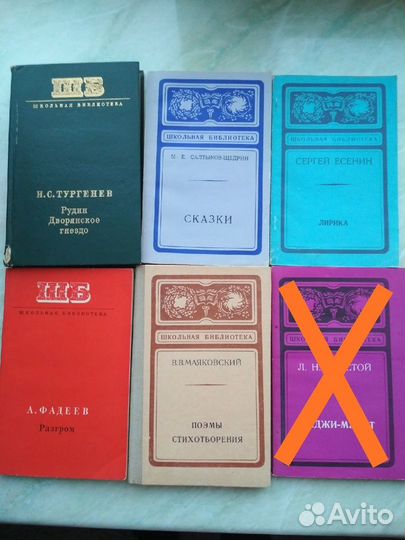 ШБ
ШКОЛЬНАЯ БИБЛИОТЕКА
И.С. ТУРГЕНЕВ
Рудин
Дворянское
гнездо
ШКОЛЬНАЯ БИБЛИОТЕКА
М. Е. САЛТЫКОВ-ЩЕДРИН
СКАЗКИ
ШКОЛЬНАЯ БИБЛИОТЕКА
СЕРГЕЙ ЕСЕНИН
ЛИРИКА
ШБ
ШКОЛЬНАЯ БИБЛИОТЕКА
А. ФАДЕЕВ
Разгром
ШКОЛЬНАЯ БИБЛИОТЕКА
В.В.МАЯКОВСКИЙ
ПОЭМЫ
СТИХОТВОРЕНИЯ
ШКОЛЬНАЯ БИБЛИОТЕКА
Л. Н.
Avito